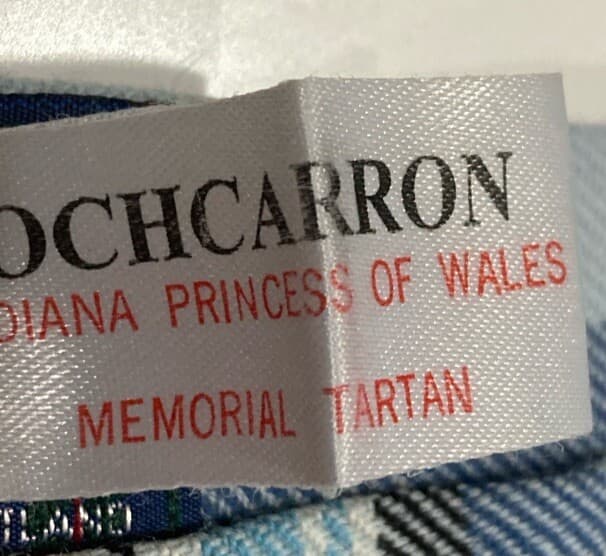 OCHCARRON
DIANA PRINCESS OF WALES
MEMORIAL TARTAN